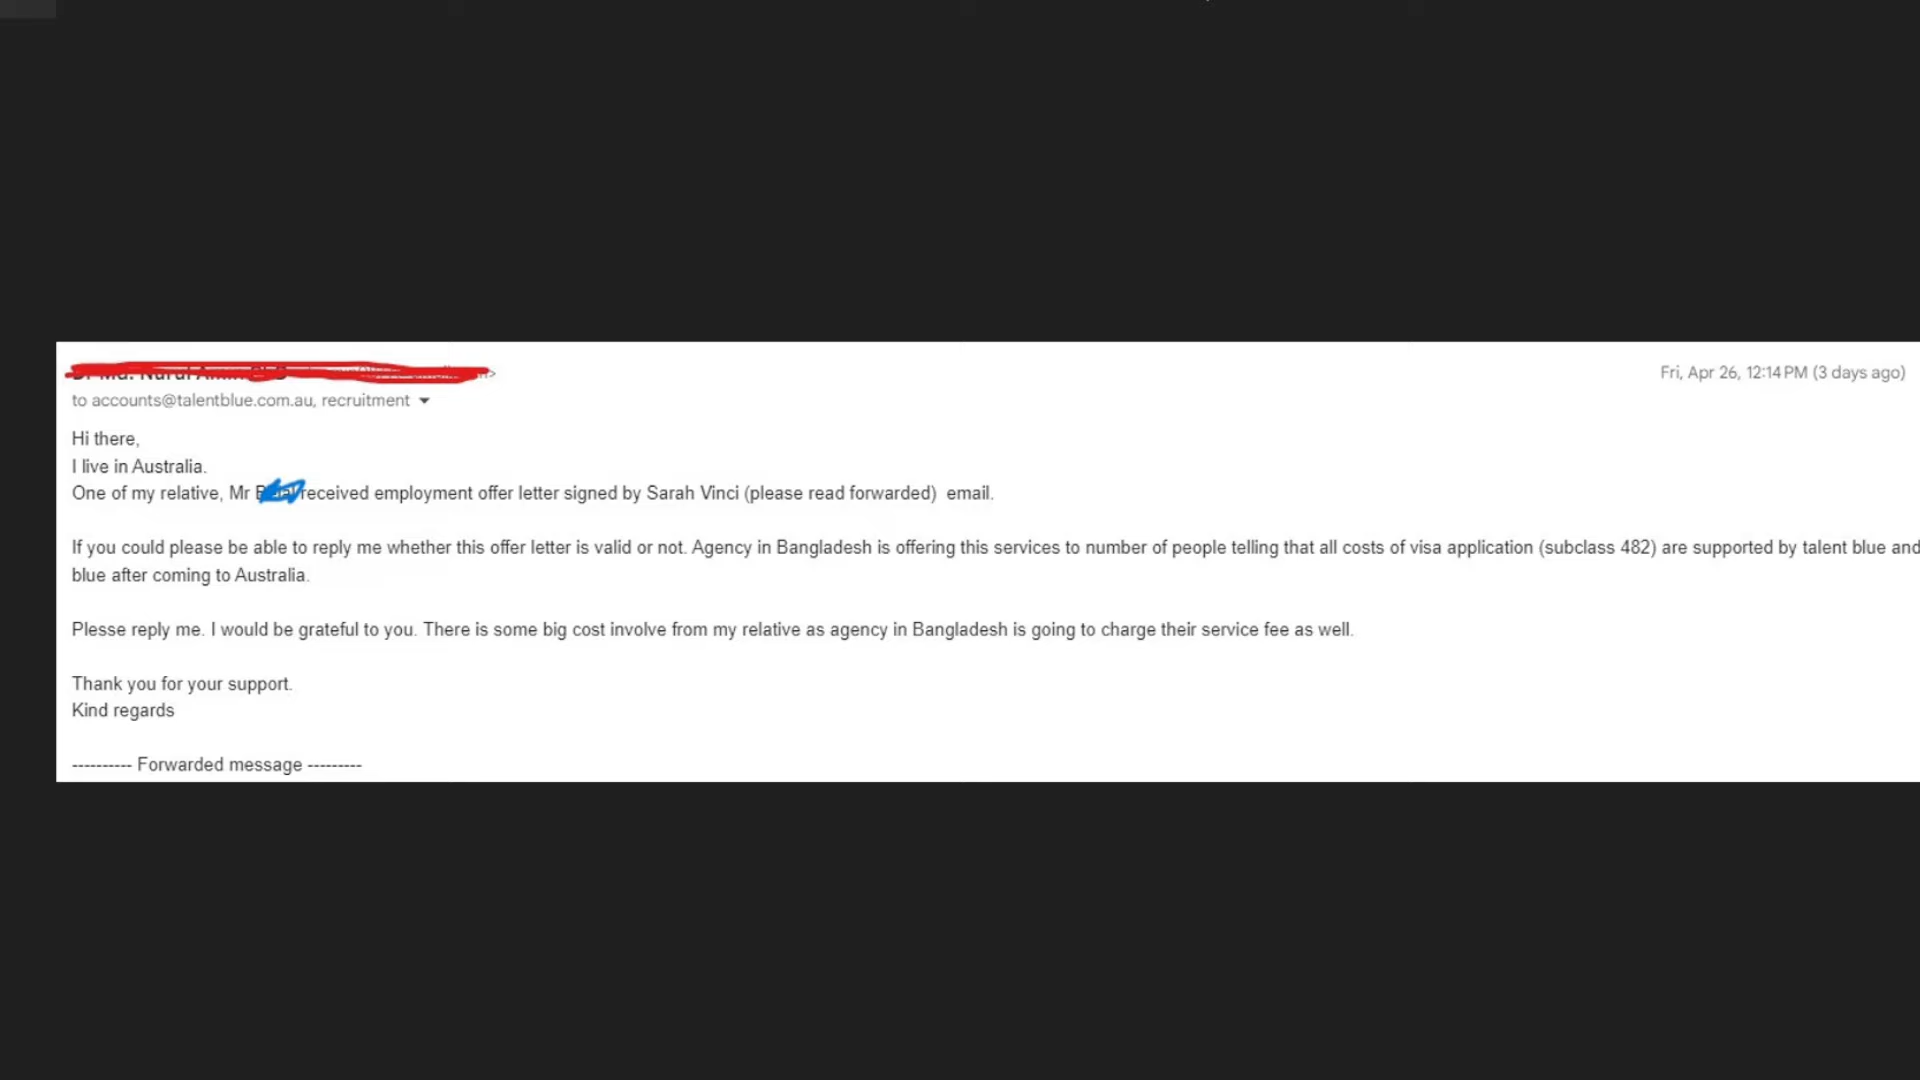 Fri, Apr 26, 12:14 PM (3 days ago)
to accounts@talentblue.com.au, recruitment
Hi there,
I live in Australia.
One of my relative, Mr received employment offer letter signed by Sarah Vinci (please read forwarded) email.
If you could please be able to reply me whether this offer letter is valid or not. Agency in Bangladesh is offering this services to number of people telling that all costs of visa application (subclass 482) are supported by talent blue and
blue after coming to Australia.
Plesse reply me. I would be grateful to you. There is some big cost involve from my relative as agency in Bangladesh is going to charge their service fee as well.
Thank you for your support.
Kind regards
---------- Forwarded message ---------